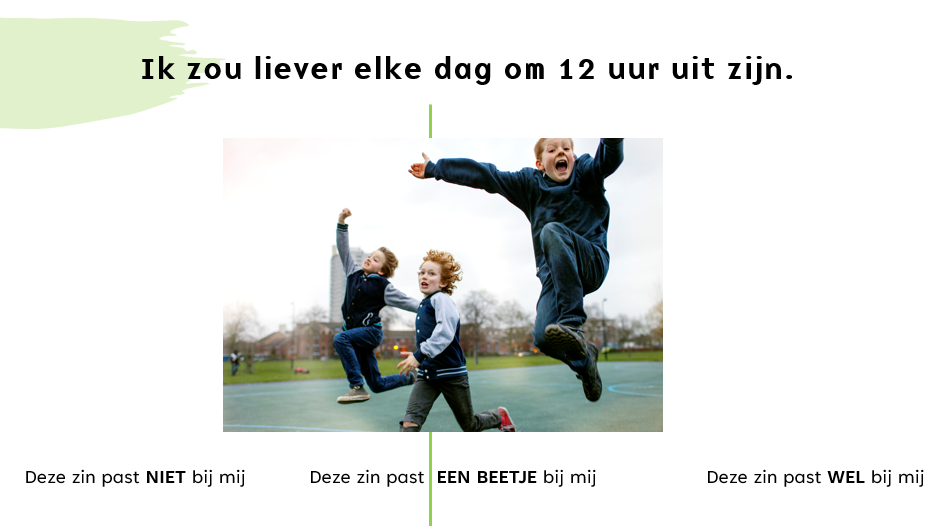 Ik zou liever elke dag om 12 uur uit zijn.
Deze zin past NIET bij mij
Deze zin past EEN BEETJE bij mij
Deze zin past WEL bij mij